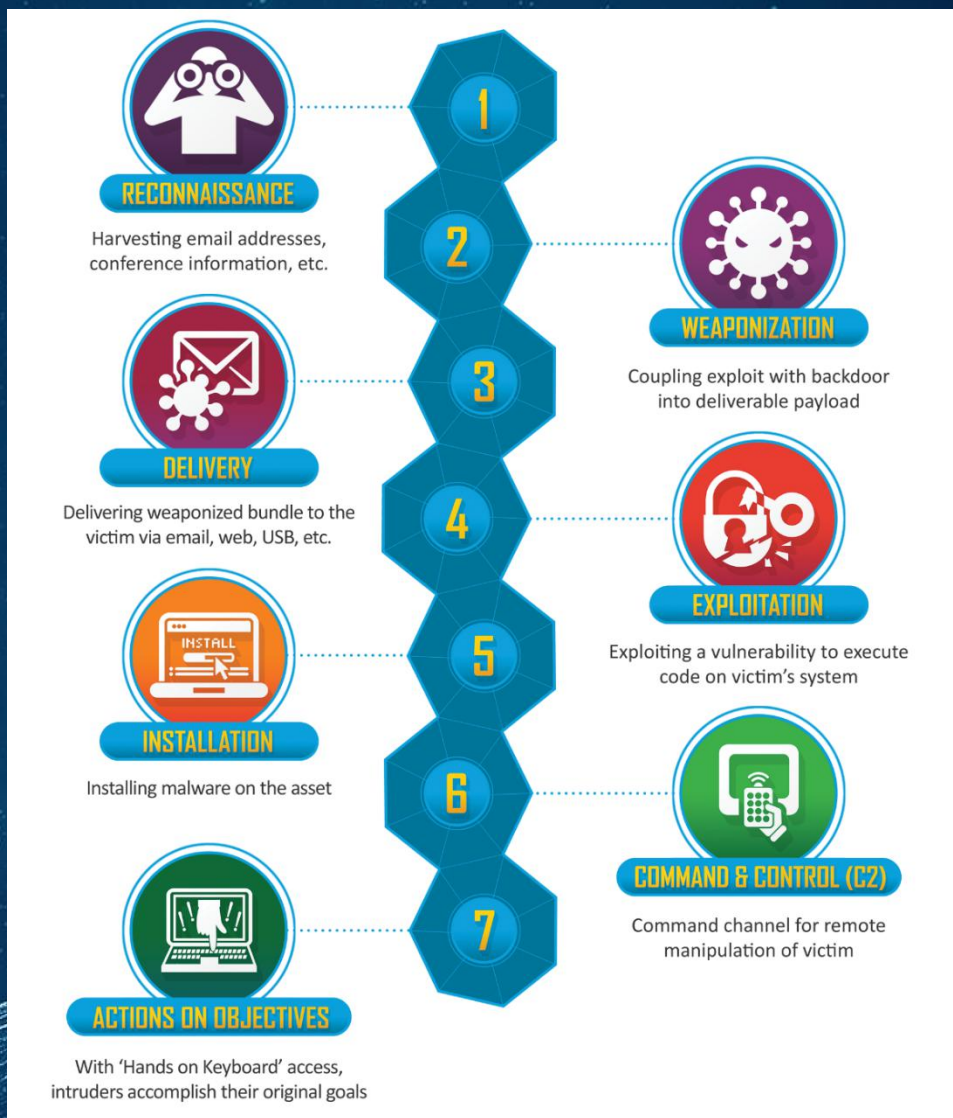 1
RECONNAISSANCE
Harvesting email addresses,
conference information, etc.
2
WEAPONIZATION
Coupling exploit with backdoor
into deliverable payload
3
DELIVERY
Delivering weaponized bundle to the
victim via email, web, USB, etc.
4
EXPLOITATION
Exploiting a vulnerability to execute
code on victim's system
5
INSTALL
INSTALLATION
Installing malware on the asset
6
COMMAND & CONTROL (C2)
Command channel for remote
manipulation of victim
7
! ! ! !
ACTIONS ON OBJECTIVES
With 'Hands on Keyboard' access,
intruders accomplish their original goals